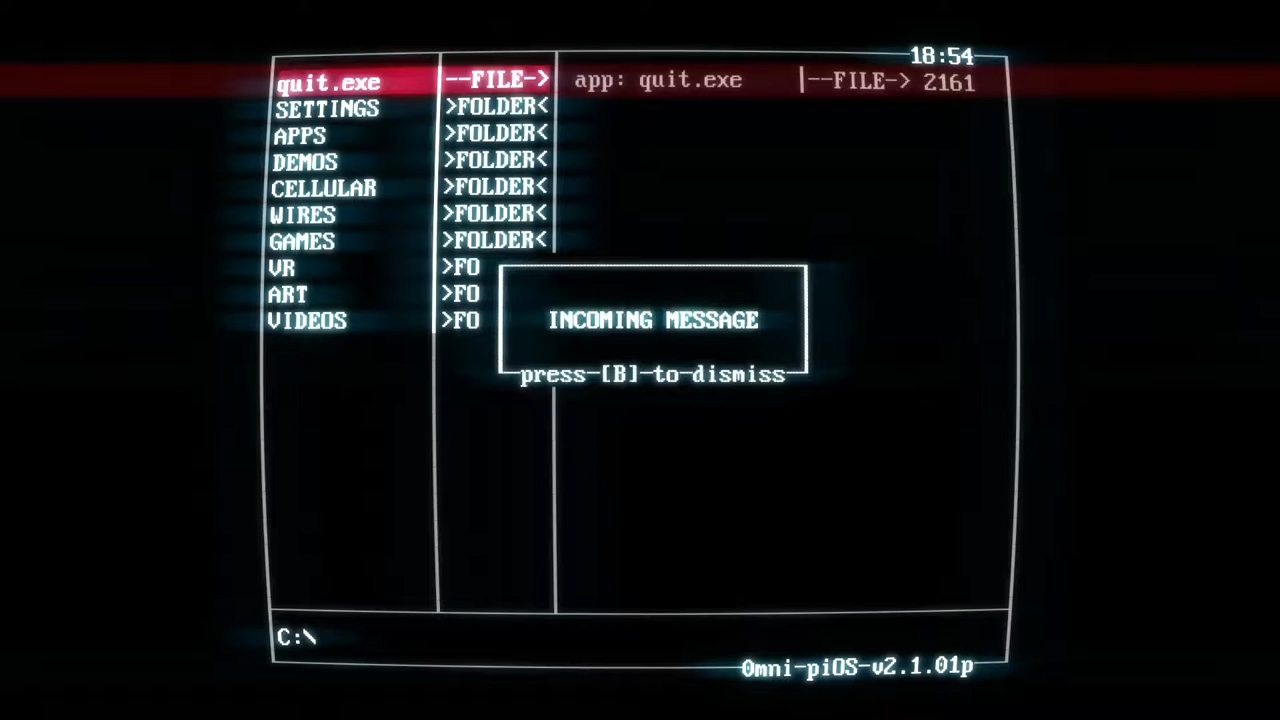 18:54
quit.exe --FILE-> app: quit.exe |--FILE-> 2161
SETTINGS >FOLDER<
APPS >FOLDER<
DEMOS >FOLDER<
CELLULAR >FOLDER<
WIRES >FOLDER<
GAMES >FOLDER<
VR >FO
ART >FO
VIDEOS >FO
INCOMING MESSAGE
press-[B]-to-dismiss
C:\
Omni-piOS-v2.1.01p